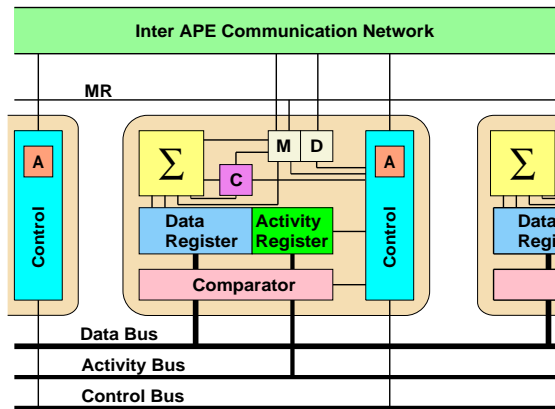 Inter APE Communication Network
MR
A
Control
Σ
M
D
C
A
Data
Register
Activity
Register
Control
Comparator
Σ
Data
Regi
Data Bus
Activity Bus
Control Bus